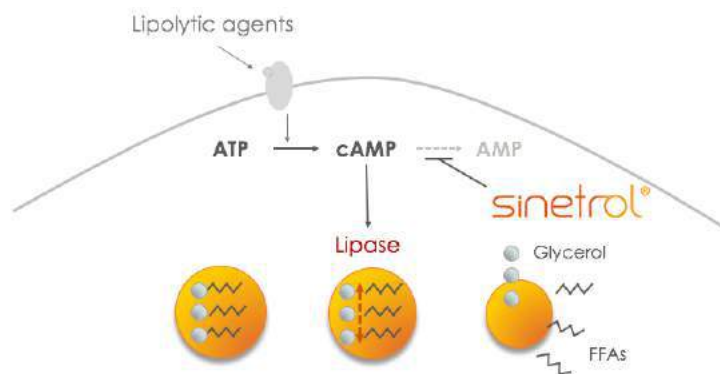 Lipolytic agents
ATP cAMP AMP
sinetrol®
Lipase
Glycerol
FFAs